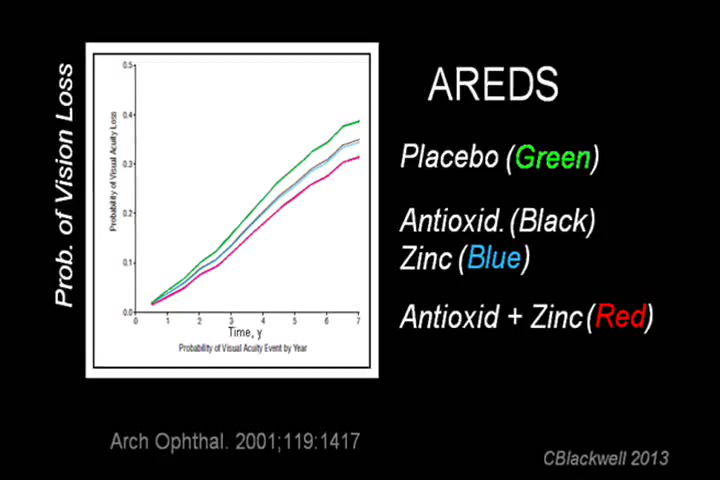 AREDS
Prob. of Vision Loss
Probability of Visual Acuity Loss
0.5
0.4
0.3
0.2
0.1
0.0
0 1 2 3 4 5 6 7
Time, y
Probability of Visual Acuity Event by Year
Placebo (Green)
Antioxid. (Black)
Zinc (Blue)
Antioxid + Zinc (Red)
Arch Ophthal. 2001;119:1417
CBlackwell 2013